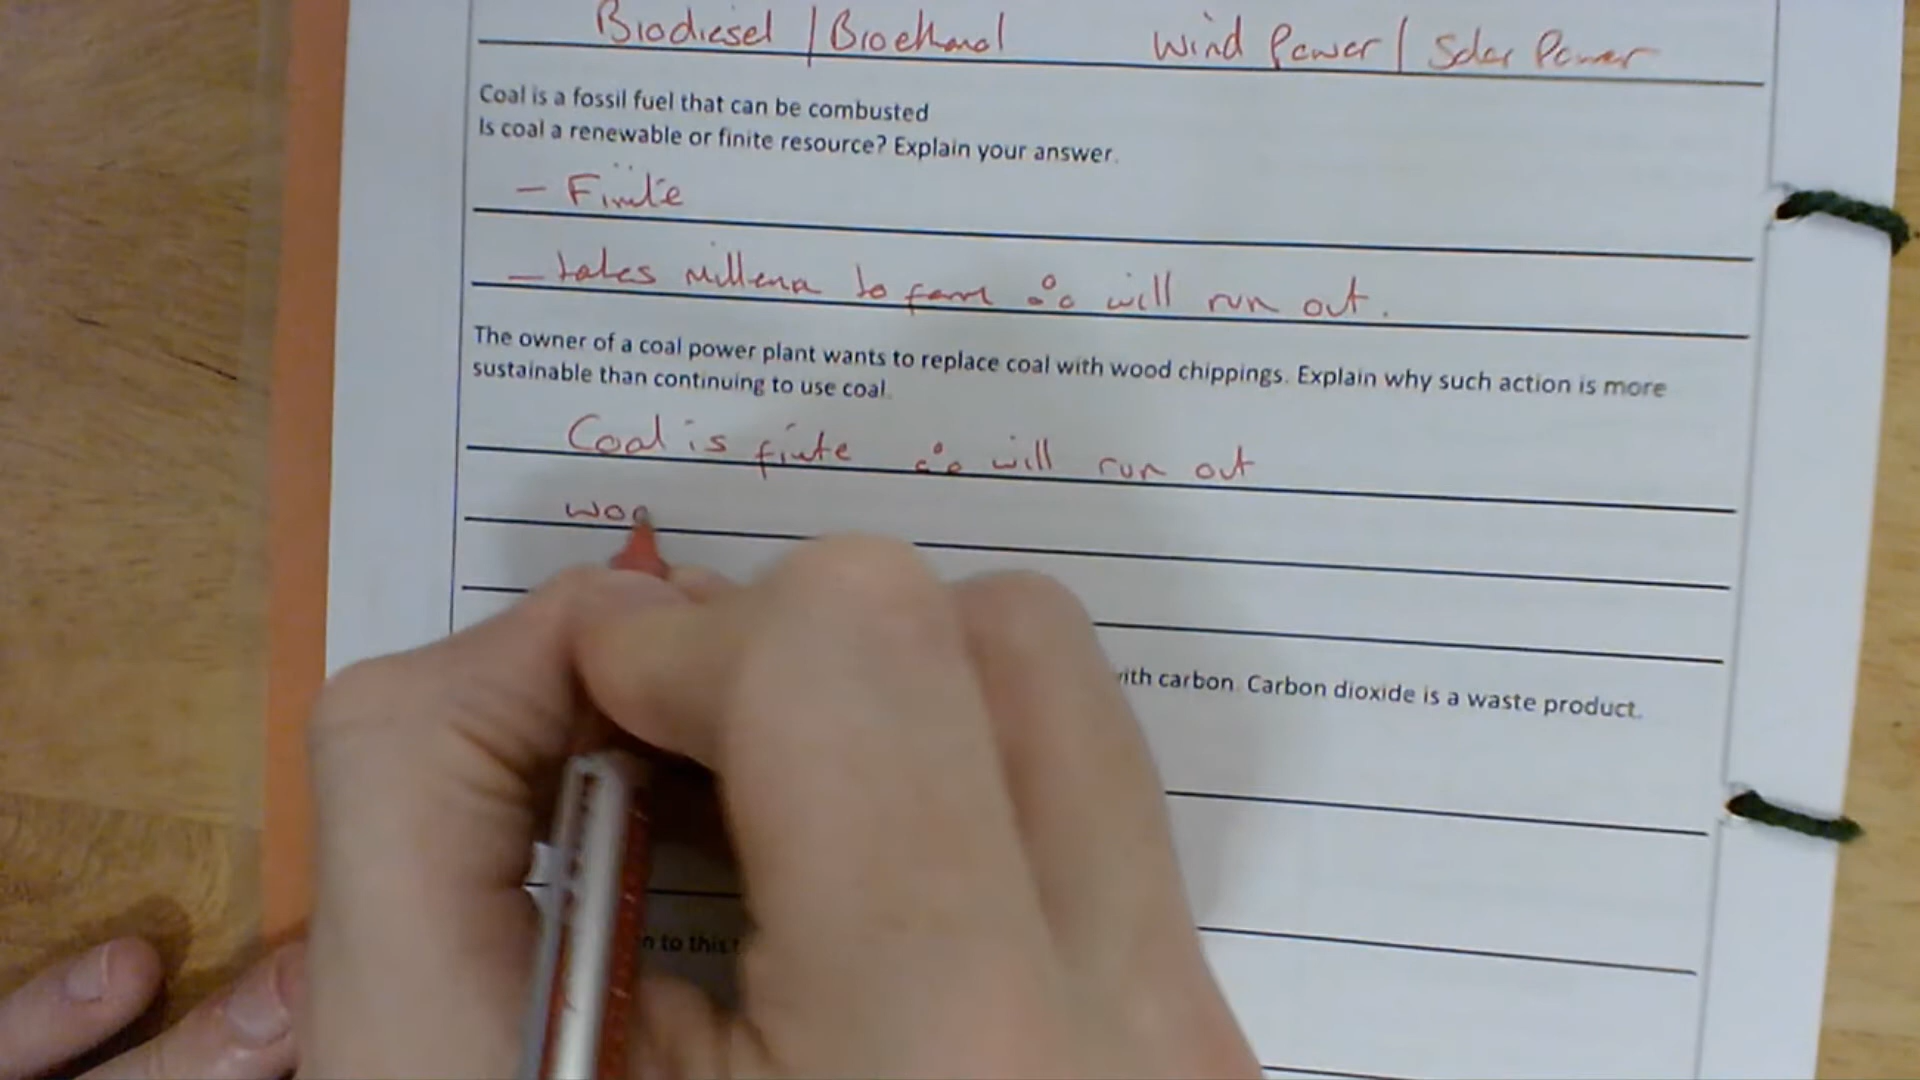 Biodiesel / Bioethanol Wind Power / Solar Power
Coal is a fossil fuel that can be combusted
Is coal a renewable or finite resource? Explain your answer.
- Finite
- takes millena to form ∴ will run out.
The owner of a coal power plant wants to replace coal with wood chippings. Explain why such action is more
sustainable than continuing to use coal.
Coal is finite ∴ will run out
woo
with carbon. Carbon dioxide is a waste product.
n to this